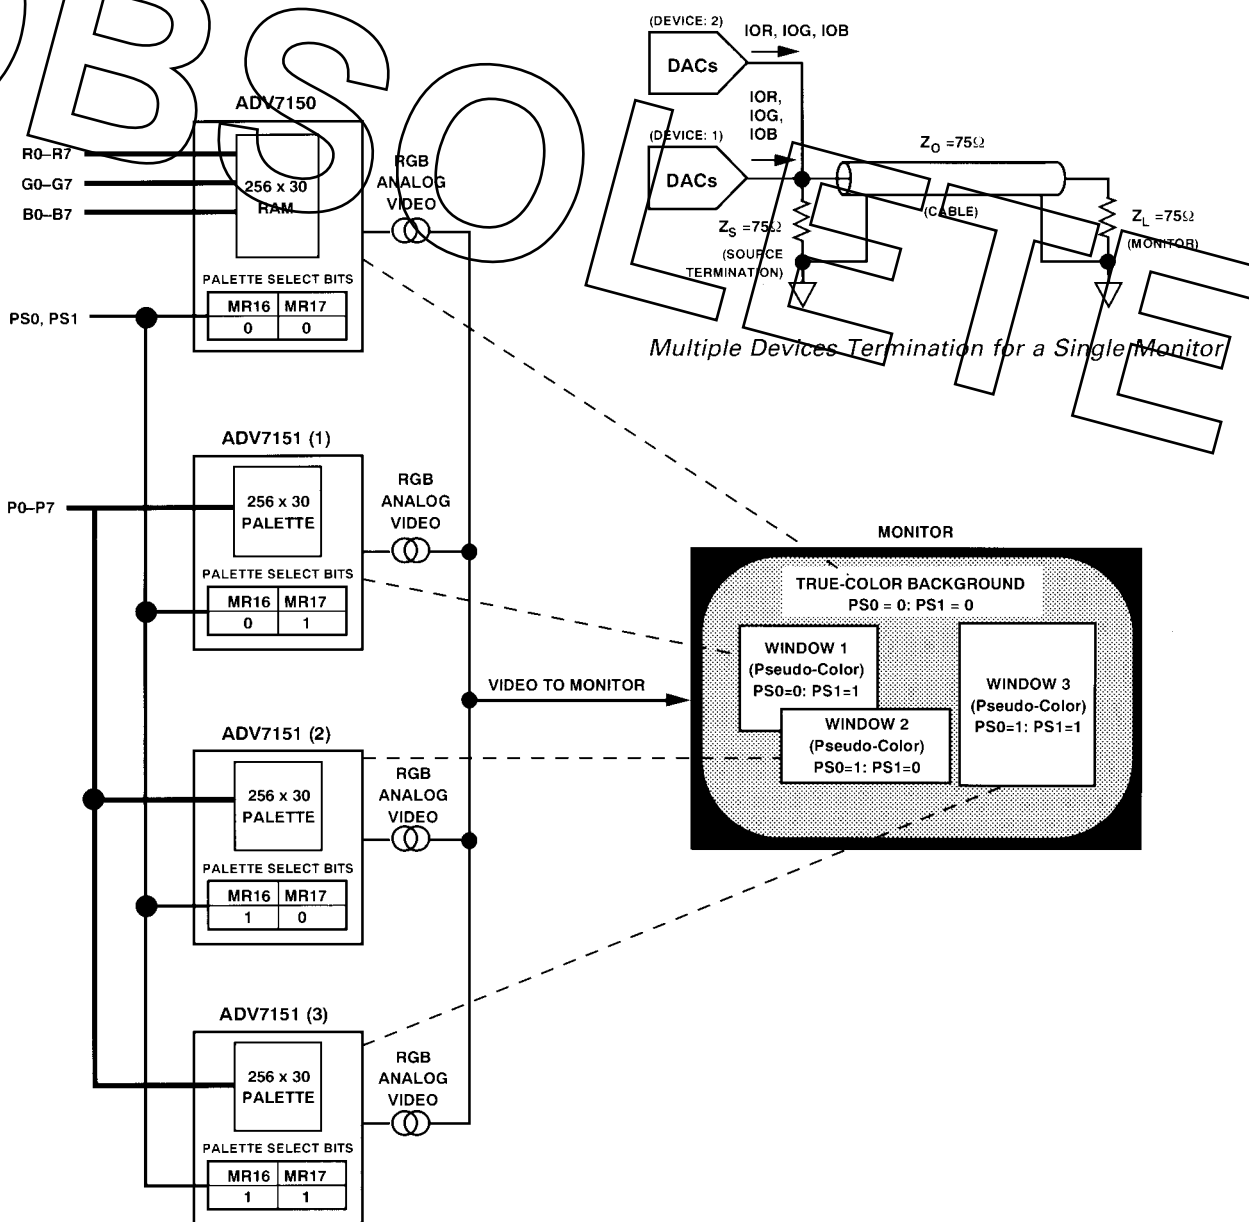 OBSOLETE
(DEVICE: 2)
IOR, IOG, IOB
DACs
IOR,
IOG,
IOB
(DEVICE: 1)
DACs
ZO =75Ω
(CABLE)
ZS =75Ω
(SOURCE
TERMINATION)
ZL =75Ω
(MONITOR)
Multiple Devices Termination for a Single Monitor
ADV7150
R0–R7
G0–G7
B0–B7
256 x 30
RAM
RGB
ANALOG
VIDEO
PALETTE SELECT BITS
MR16 MR17
0 0
PS0, PS1
ADV7151 (1)
P0–P7
256 x 30
PALETTE
RGB
ANALOG
VIDEO
PALETTE SELECT BITS
MR16 MR17
0 1
VIDEO TO MONITOR
ADV7151 (2)
256 x 30
PALETTE
RGB
ANALOG
VIDEO
PALETTE SELECT BITS
MR16 MR17
1 0
ADV7151 (3)
256 x 30
PALETTE
RGB
ANALOG
VIDEO
PALETTE SELECT BITS
MR16 MR17
1 1
MONITOR
TRUE-COLOR BACKGROUND
PS0 = 0: PS1 = 0
WINDOW 1
(Pseudo-Color)
PS0=0: PS1=1
WINDOW 2
(Pseudo-Color)
PS0=1: PS1=0
WINDOW 3
(Pseudo-Color)
PS0=1: PS1=1